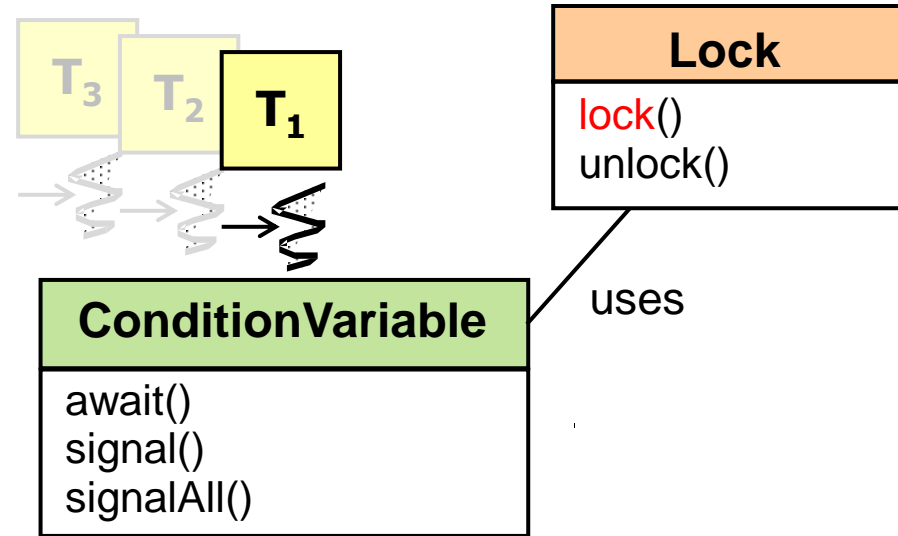 T3
T2
T1
Lock
lock()
unlock()
uses
ConditionVariable
await()
signal()
signalAll()